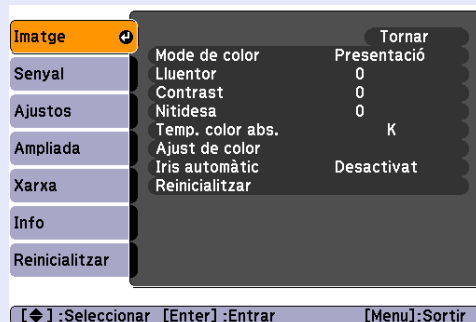 Imatge
Senyal
Ajustos
Ampliada
Xarxa
Info
Reinicialitzar
Tornar
Mode de color Presentació
Lluentor 0
Contrast 0
Nitidesa 0
Temp. color abs. K
Ajust de color
Iris automàtic Desactivat
Reinicialitzar
[◆] :Seleccionar [Enter] :Entrar [Menu]:Sortir